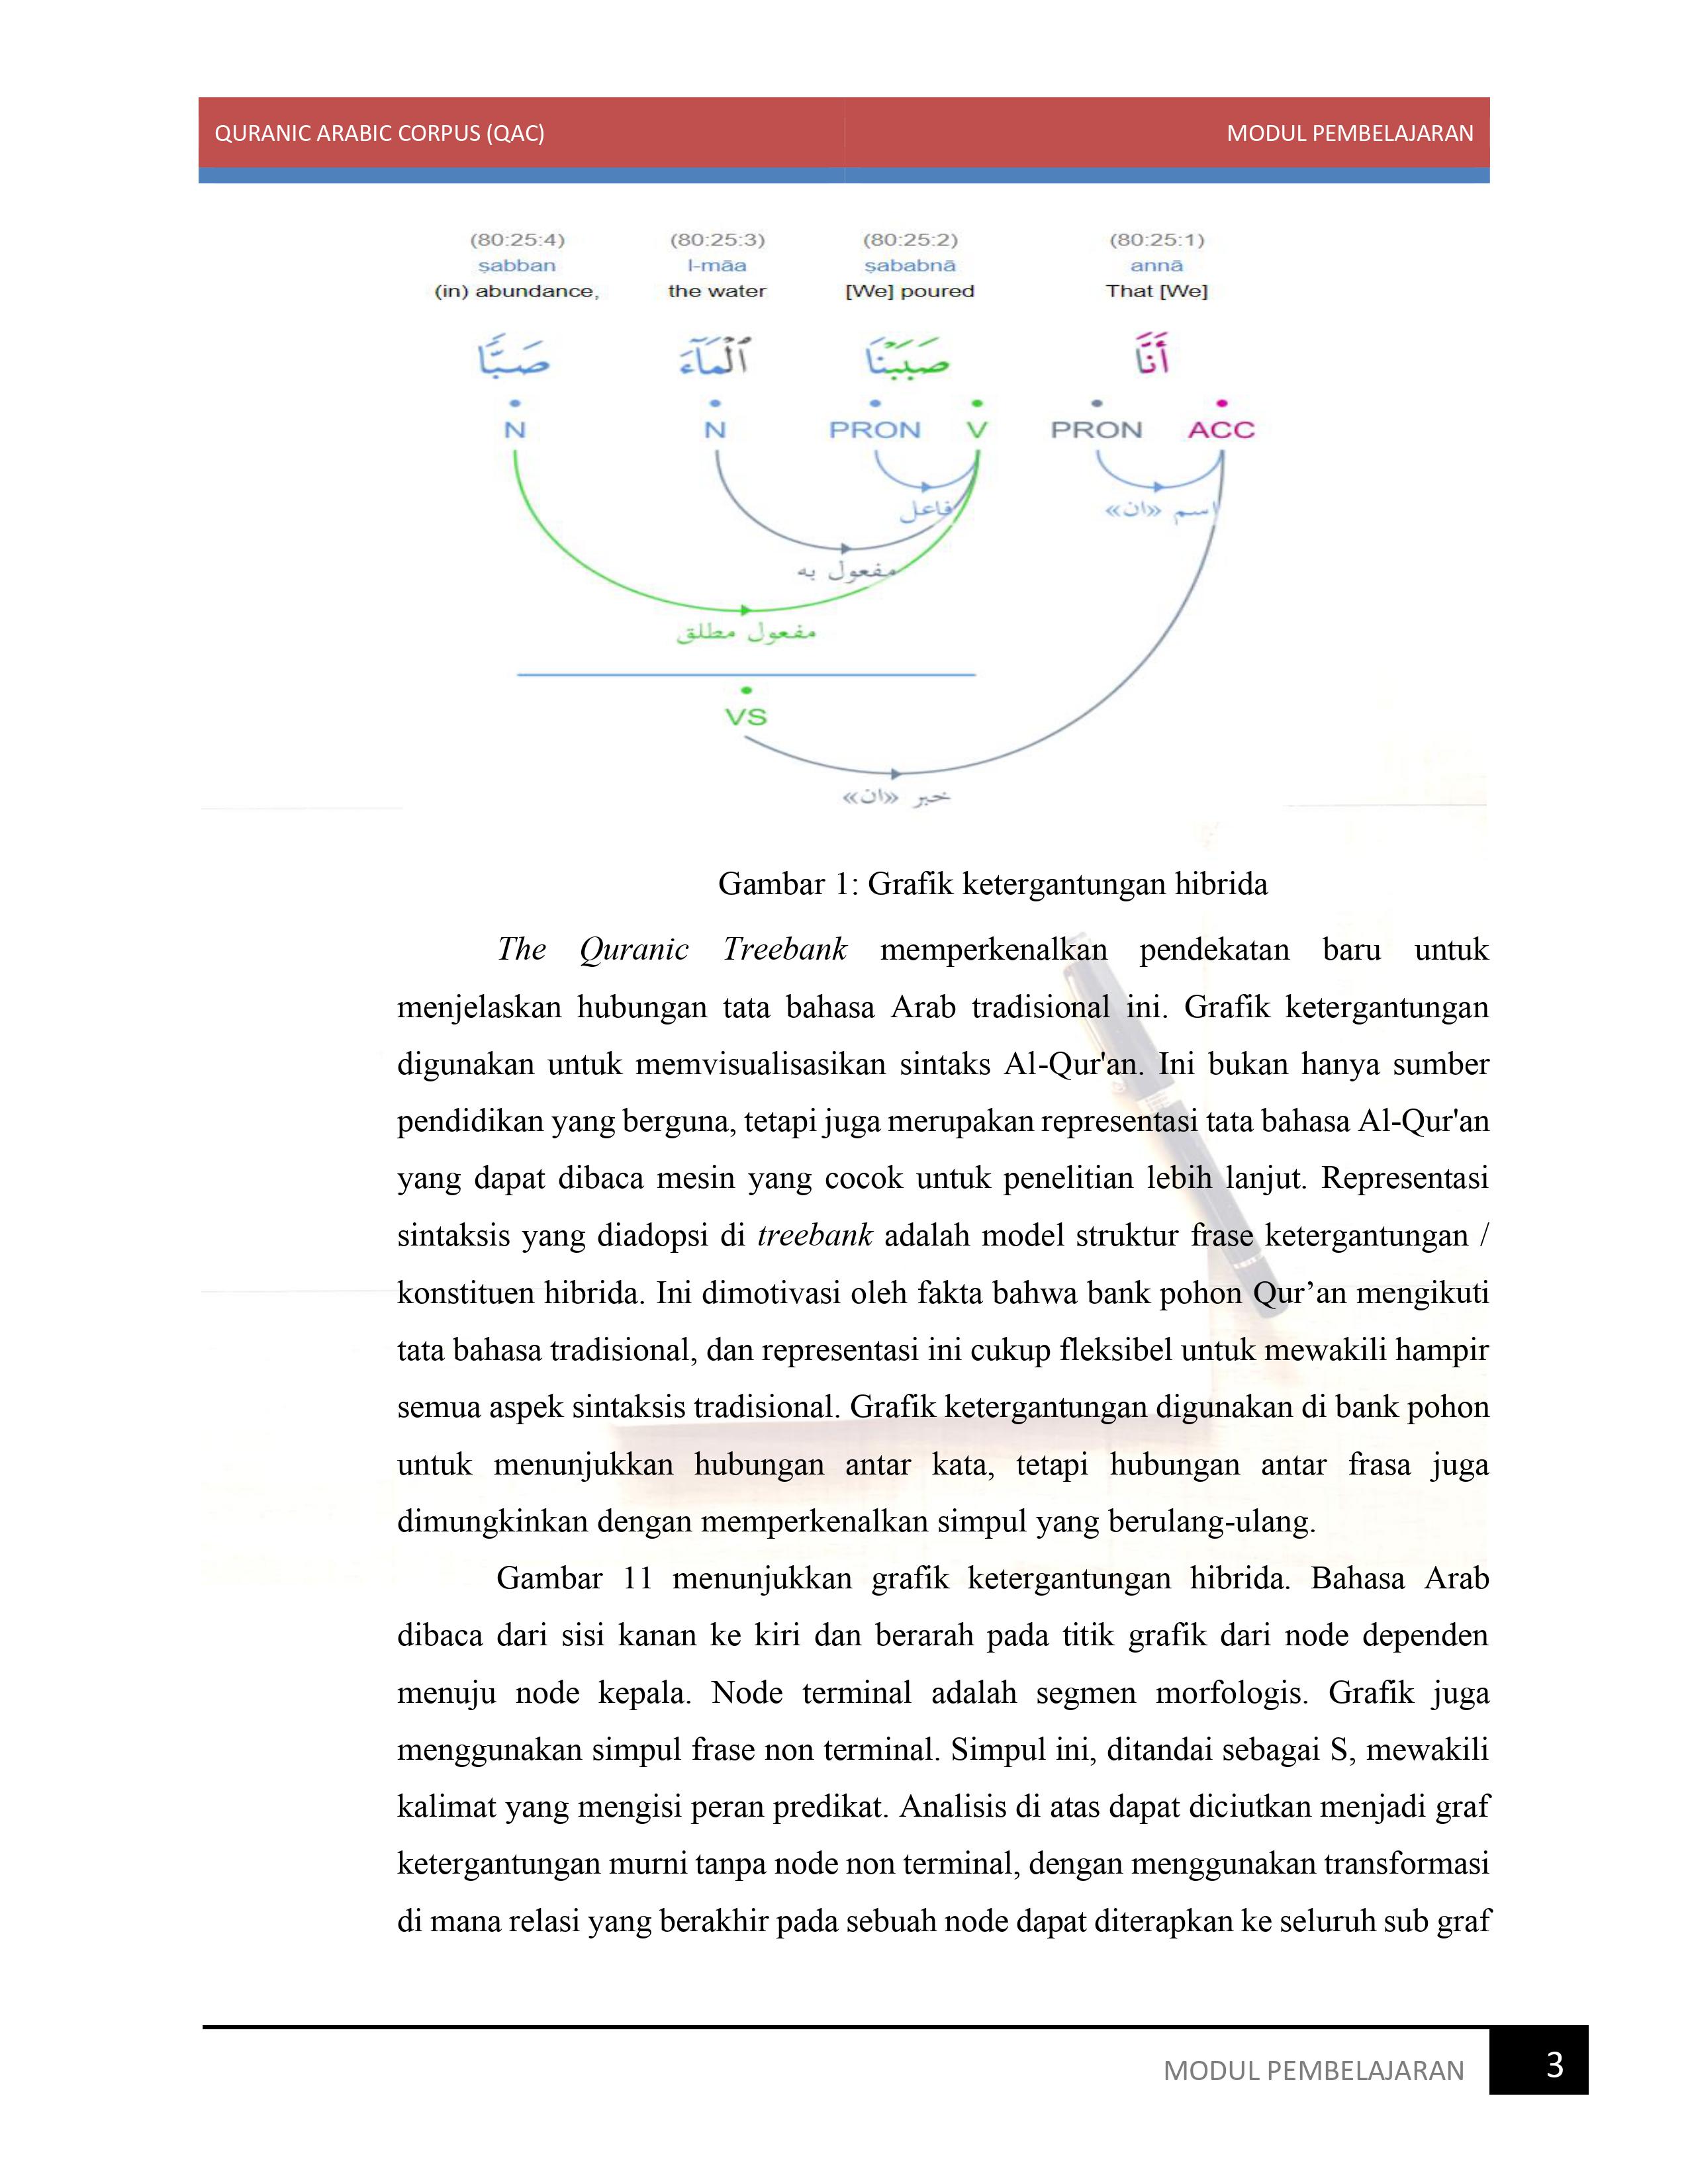 QURANIC ARABIC CORPUS (QAC) MODUL PEMBELAJARAN
(80:25:4) (80:25:3) (80:25:2) (80:25:1)
ṣabban l-māa ṣababnā annā
(in) abundance, the water [We] poured That [We]
صَبًّا ٱلْمَآءَ صَبَبْنَا أَنَّا
N N PRON V PRON ACC
فاعل اسم «ان»
مفعول به
مفعول مطلق
VS
خبر «ان»
Gambar 1: Grafik ketergantungan hibrida
The Quranic Treebank memperkenalkan pendekatan baru untuk
menjelaskan hubungan tata bahasa Arab tradisional ini. Grafik ketergantungan
digunakan untuk memvisualisasikan sintaks Al-Qur'an. Ini bukan hanya sumber
pendidikan yang berguna, tetapi juga merupakan representasi tata bahasa Al-Qur'an
yang dapat dibaca mesin yang cocok untuk penelitian lebih lanjut. Representasi
sintaksis yang diadopsi di treebank adalah model struktur frase ketergantungan /
konstituen hibrida. Ini dimotivasi oleh fakta bahwa bank pohon Qur’an mengikuti
tata bahasa tradisional, dan representasi ini cukup fleksibel untuk mewakili hampir
semua aspek sintaksis tradisional. Grafik ketergantungan digunakan di bank pohon
untuk menunjukkan hubungan antar kata, tetapi hubungan antar frasa juga
dimungkinkan dengan memperkenalkan simpul yang berulang-ulang.
Gambar 11 menunjukkan grafik ketergantungan hibrida. Bahasa Arab
dibaca dari sisi kanan ke kiri dan berarah pada titik grafik dari node dependen
menuju node kepala. Node terminal adalah segmen morfologis. Grafik juga
menggunakan simpul frase non terminal. Simpul ini, ditandai sebagai S, mewakili
kalimat yang mengisi peran predikat. Analisis di atas dapat diciutkan menjadi graf
ketergantungan murni tanpa node non terminal, dengan menggunakan transformasi
di mana relasi yang berakhir pada sebuah node dapat diterapkan ke seluruh sub graf
MODUL PEMBELAJARAN 3